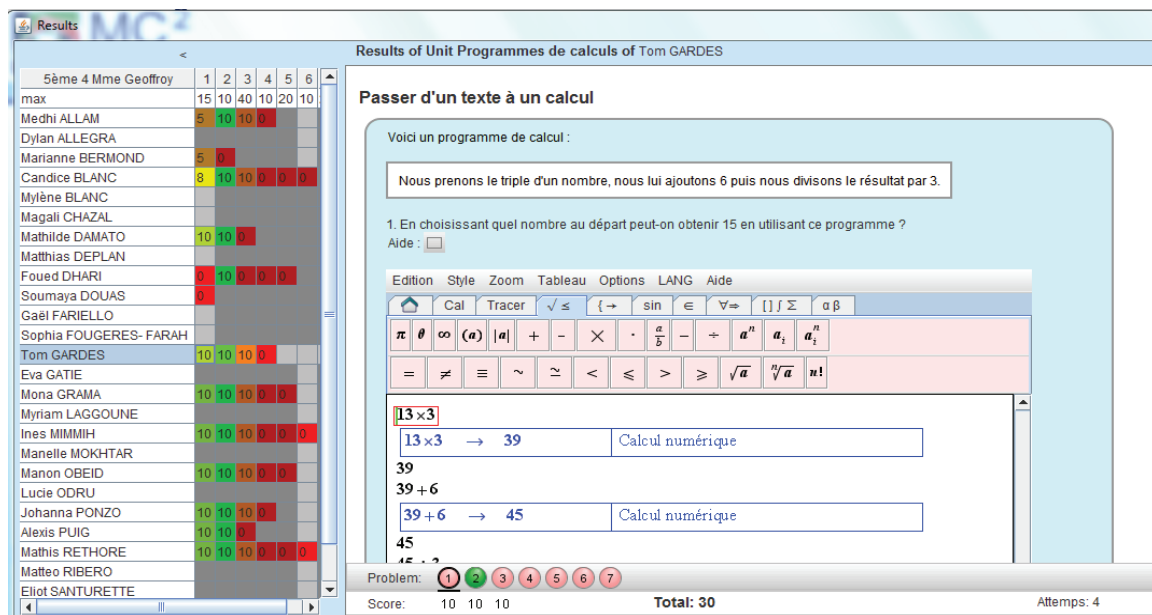 Results
MC²
<
5ème 4 Mme Geoffroy 1 2 3 4 5 6
max 15 10 40 10 20 10
Medhi ALLAM 5 10 10 0
Dylan ALLEGRA
Marianne BERMOND 5 0
Candice BLANC 8 10 10 0 0 0
Mylène BLANC
Magali CHAZAL
Mathilde DAMATO 10 10 0
Matthias DEPLAN
Foued DHARI 0 10 0 0 0
Soumaya DOUAS 0
Gaël FARIELLO
Sophia FOUGERES- FARAH
Tom GARDES 10 10 10 0
Eva GATIE
Mona GRAMA 10 10 10 0 0
Myriam LAGGOUNE
Ines MIMMIH 10 10 10 0 0 0
Manelle MOKHTAR
Manon OBEID 10 10 10 0 0
Lucie ODRU
Johanna PONZO 10 10 10 0
Alexis PUIG 10 10 0
Mathis RETHORE 10 10 10 0 0 0
Matteo RIBERO
Eliot SANTURETTE
Results of Unit Programmes de calculs of Tom GARDES
Passer d'un texte à un calcul
Voici un programme de calcul :
Nous prenons le triple d'un nombre, nous lui ajoutons 6 puis nous divisons le résultat par 3.
1. En choisissant quel nombre au départ peut-on obtenir 15 en utilisant ce programme ?
Aide :
Edition Style Zoom Tableau Options LANG Aide
Cal Tracer √ ≤ { → sin ∈ ∀⇒ [ ] ∫ Σ α β
π θ ∞ (a) |a| + − × · a/b − ÷ aⁿ aᵢ aᵢⁿ
= ≠ ≡ ~ ≃ < ⩽ > ⩾ √a ⁿ√a n!
13×3
13×3 → 39 Calcul numérique
39
39+6
39+6 → 45 Calcul numérique
45
Problem: 1 2 3 4 5 6 7
Score: 10 10 10 Total: 30 Attemps: 4